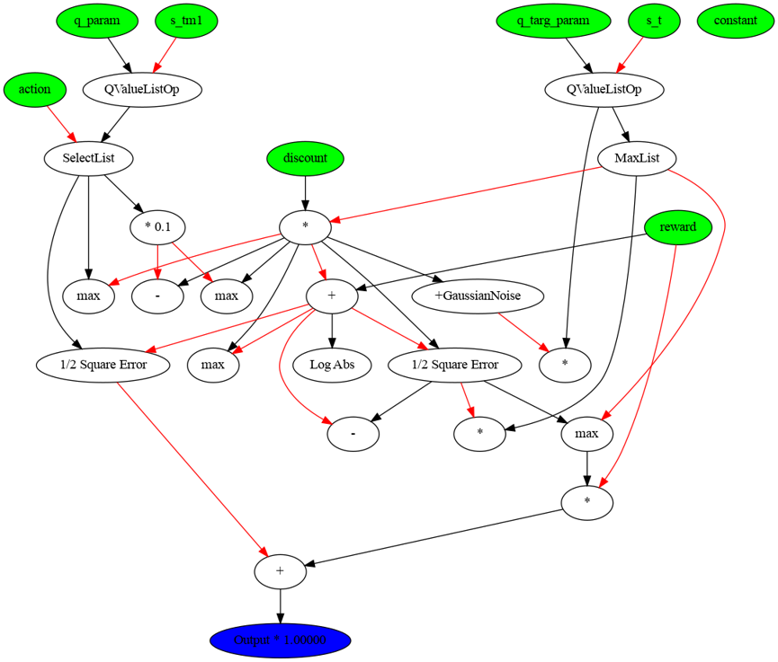 q_param
s_tm1
q_targ_param
s_t
constant
action
QValueListOp
QValueListOp
SelectList
discount
MaxList
* 0.1
*
reward
max
-
max
+
+GaussianNoise
1/2 Square Error
max
Log Abs
1/2 Square Error
*
-
*
max
*
+
Output * 1.00000